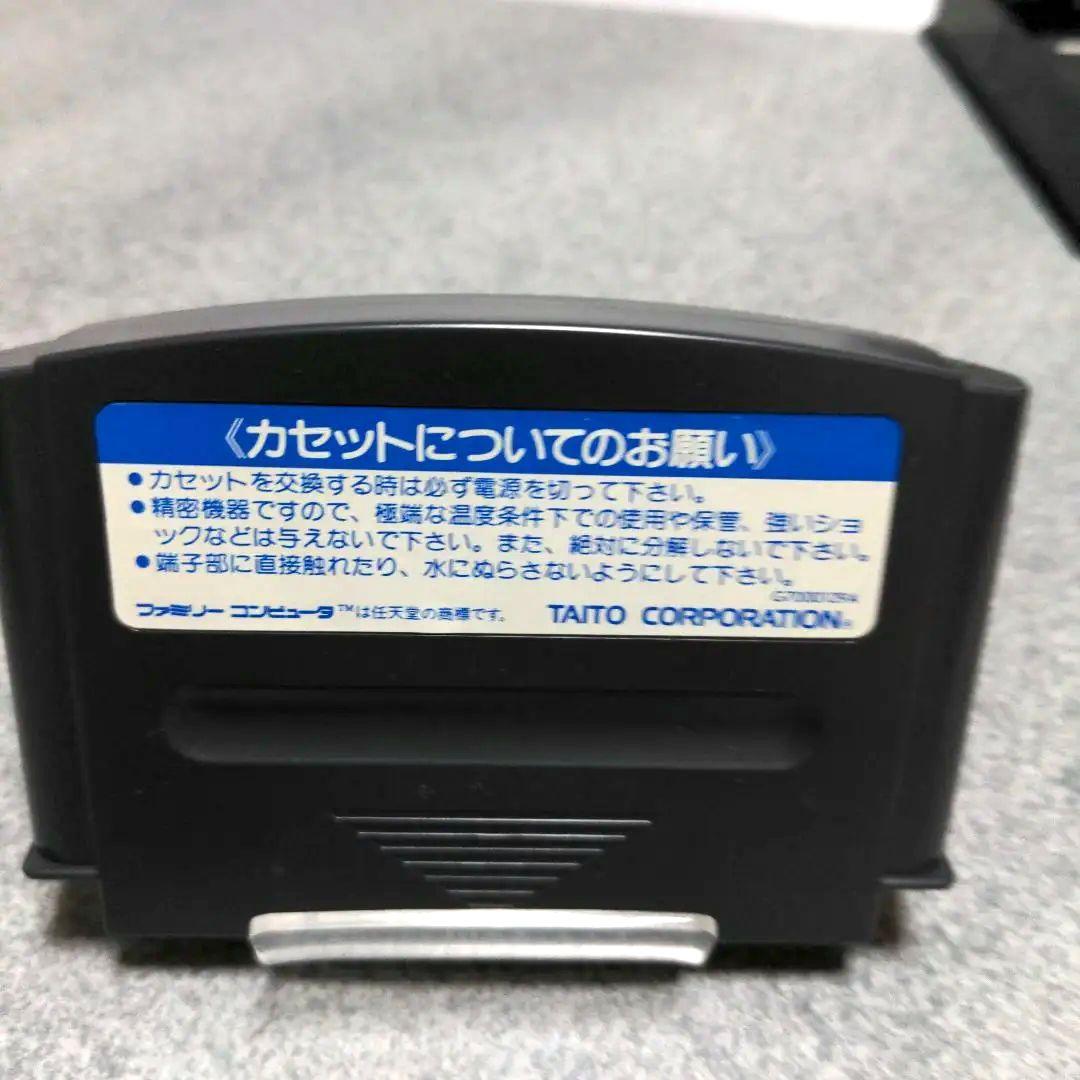 《カセットについてのお願い》
●カセットを交換する時は必ず電源を切って下さい。
●精密機器ですので、極端な温度条件下での使用や保管、強いショ
ックなどは与えないで下さい。また、絶対に分解しないで下さい。
●端子部に直接触れたり、水にぬらさないようにして下さい。
ファミリー コンピュータ™は任天堂の商標です。 TAITO CORPORATION®